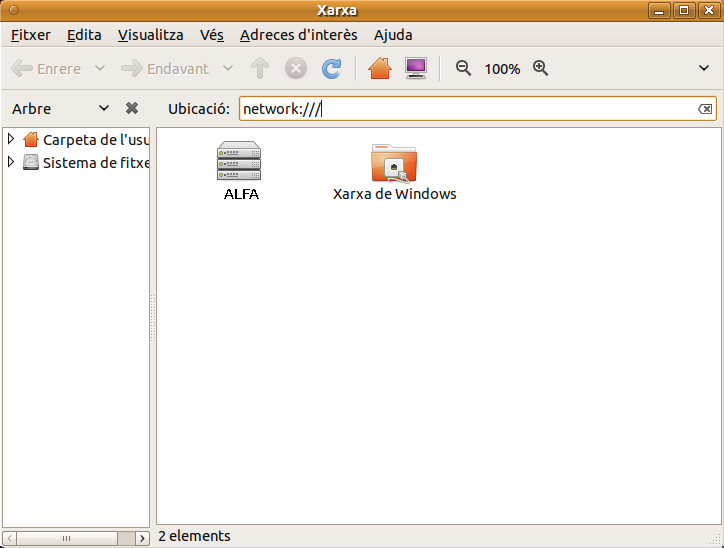 Xarxa
Fitxer Edita Visualitza Vés Adreces d'interès Ajuda
Enrere Endavant 100%
Arbre Ubicació: network:///
Carpeta de l'usu
Sistema de fitxe
ALFA Xarxa de Windows
2 elements